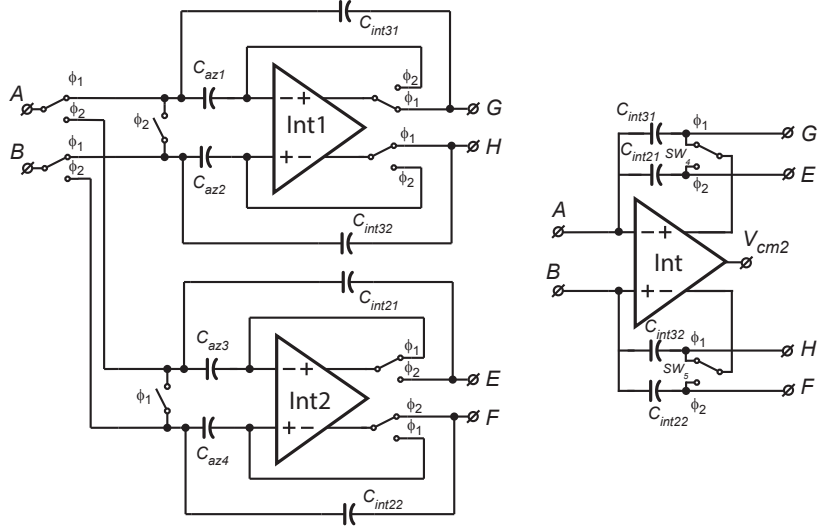 C_int31
C_az1
A
ϕ1
ϕ2
− +
Int1
+ −
ϕ2
ϕ1
G
ϕ2
B
ϕ1
ϕ2
C_az2
ϕ1
ϕ2
H
C_int32
C_int21
C_az3
− +
Int2
+ −
ϕ1
ϕ2
E
ϕ1
C_az4
ϕ2
ϕ1
F
C_int22
C_int31
ϕ1
G
C_int21
SW4
ϕ2
E
A
− +
Int
+ −
V_cm2
B
C_int32
ϕ1
H
SW5
ϕ2
F
C_int22